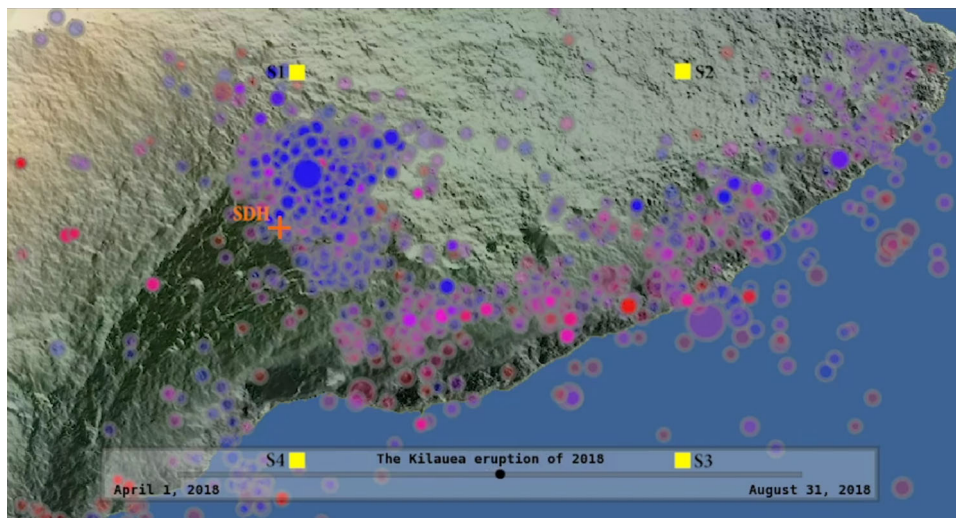 S1
S2
SDH
S4
The Kilauea eruption of 2018
S3
April 1, 2018
August 31, 2018